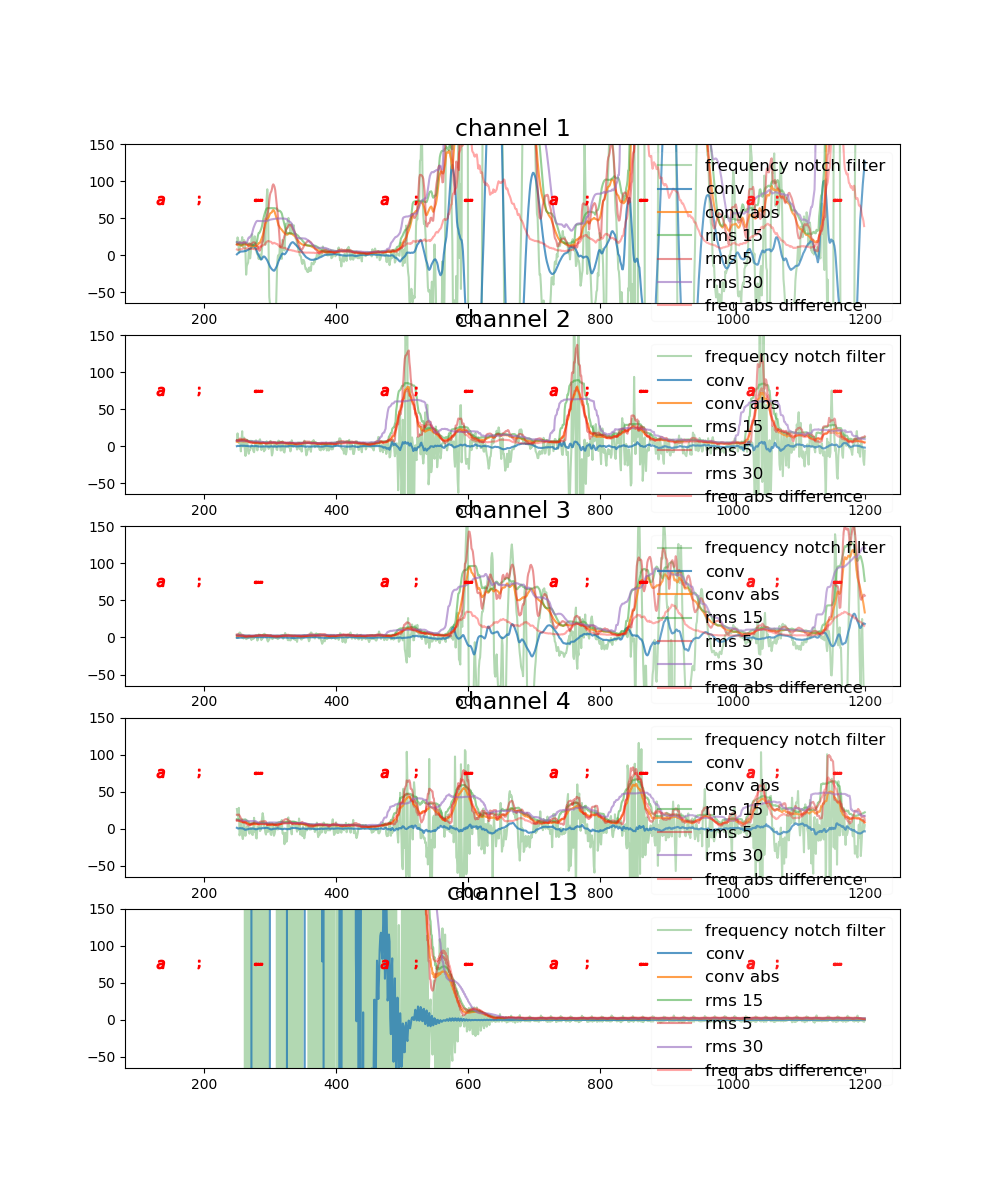 channel 1
150
100
50
0
−50
200 400 600 800 1000 1200
a ; – a ; – a ; – a ; –
frequency notch filter
conv
conv abs
rms 15
rms 5
rms 30
freq abs difference
channel 2
150
100
50
0
−50
200 400 600 800 1000 1200
a ; – a ; – a ; – a ; –
frequency notch filter
conv
conv abs
rms 15
rms 5
rms 30
freq abs difference
channel 3
150
100
50
0
−50
200 400 600 800 1000 1200
a ; – a ; – a ; – a ; –
frequency notch filter
conv
conv abs
rms 15
rms 5
rms 30
freq abs difference
channel 4
150
100
50
0
−50
200 400 600 800 1000 1200
a ; – a ; – a ; – a ; –
frequency notch filter
conv
conv abs
rms 15
rms 5
rms 30
freq abs difference
channel 13
150
100
50
0
−50
200 400 600 800 1000 1200
a ; – a ; – a ; – a ; –
frequency notch filter
conv
conv abs
rms 15
rms 5
rms 30
freq abs difference